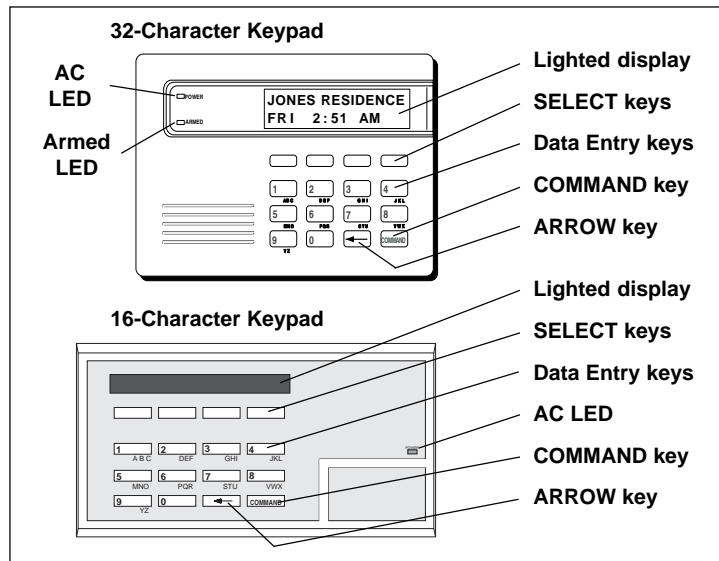 32-Character Keypad
AC
LED
POWER
ARMED
Armed
LED
JONES RESIDENCE
FRI 2:51 AM
Lighted display
SELECT keys
Data Entry keys
COMMAND key
ARROW key
1 2 3 4
ABC DEF GHI JKL
5 6 7 8
MNO PQR STU VWX
9 0 COMMAND
YZ
16-Character Keypad
Lighted display
SELECT keys
Data Entry keys
AC LED
COMMAND key
ARROW key
1 2 3 4
A B C DEF GHI JKL
5 6 7 8
MNO PQR STU VWX
9 0 COMMAND
YZ